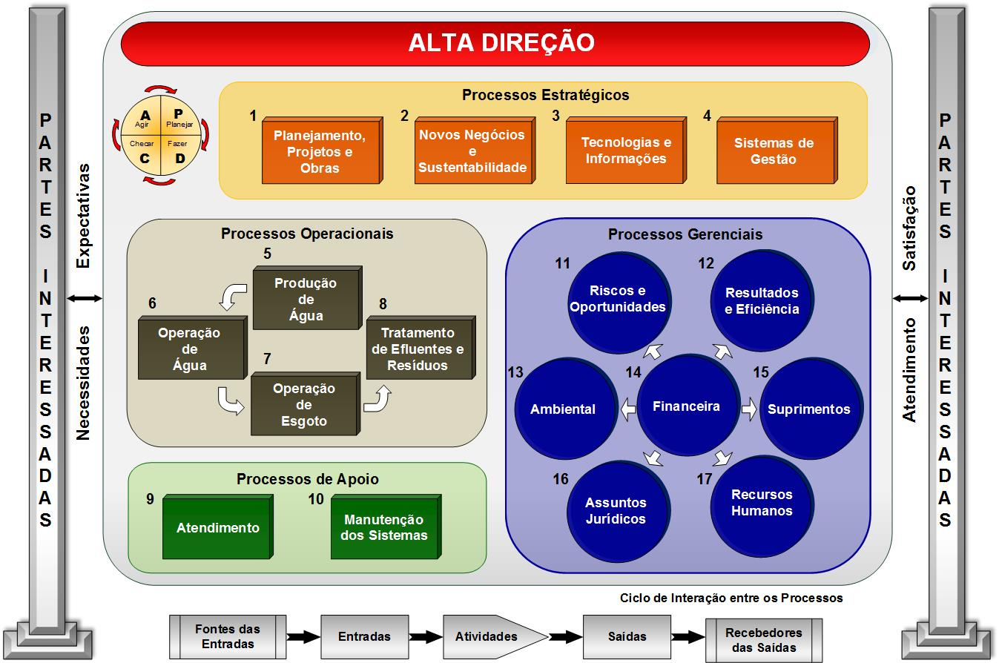 ALTA DIREÇÃO
PARTES INTERESSADAS
Expectativas
Necessidades
A
Agir
P
Planejar
Checar
C
Fazer
D
Processos Estratégicos
1
Planejamento,
Projetos e
Obras
2
Novos Negócios
e
Sustentabilidade
3
Tecnologias e
Informações
4
Sistemas de
Gestão
Processos Operacionais
5
Produção
de
Água
6
Operação
de
Água
7
Operação
de
Esgoto
8
Tratamento
de Efluentes e
Resíduos
Processos de Apoio
9
Atendimento
10
Manutenção
dos Sistemas
Processos Gerenciais
11
Riscos e
Oportunidades
12
Resultados
e Eficiência
13
Ambiental
14
Financeira
15
Suprimentos
16
Assuntos
Jurídicos
17
Recursos
Humanos
Satisfação
Atendimento
PARTES INTERESSADAS
Ciclo de Interação entre os Processos
Fontes das
Entradas
Entradas
Atividades
Saídas
Recebedores
das Saídas